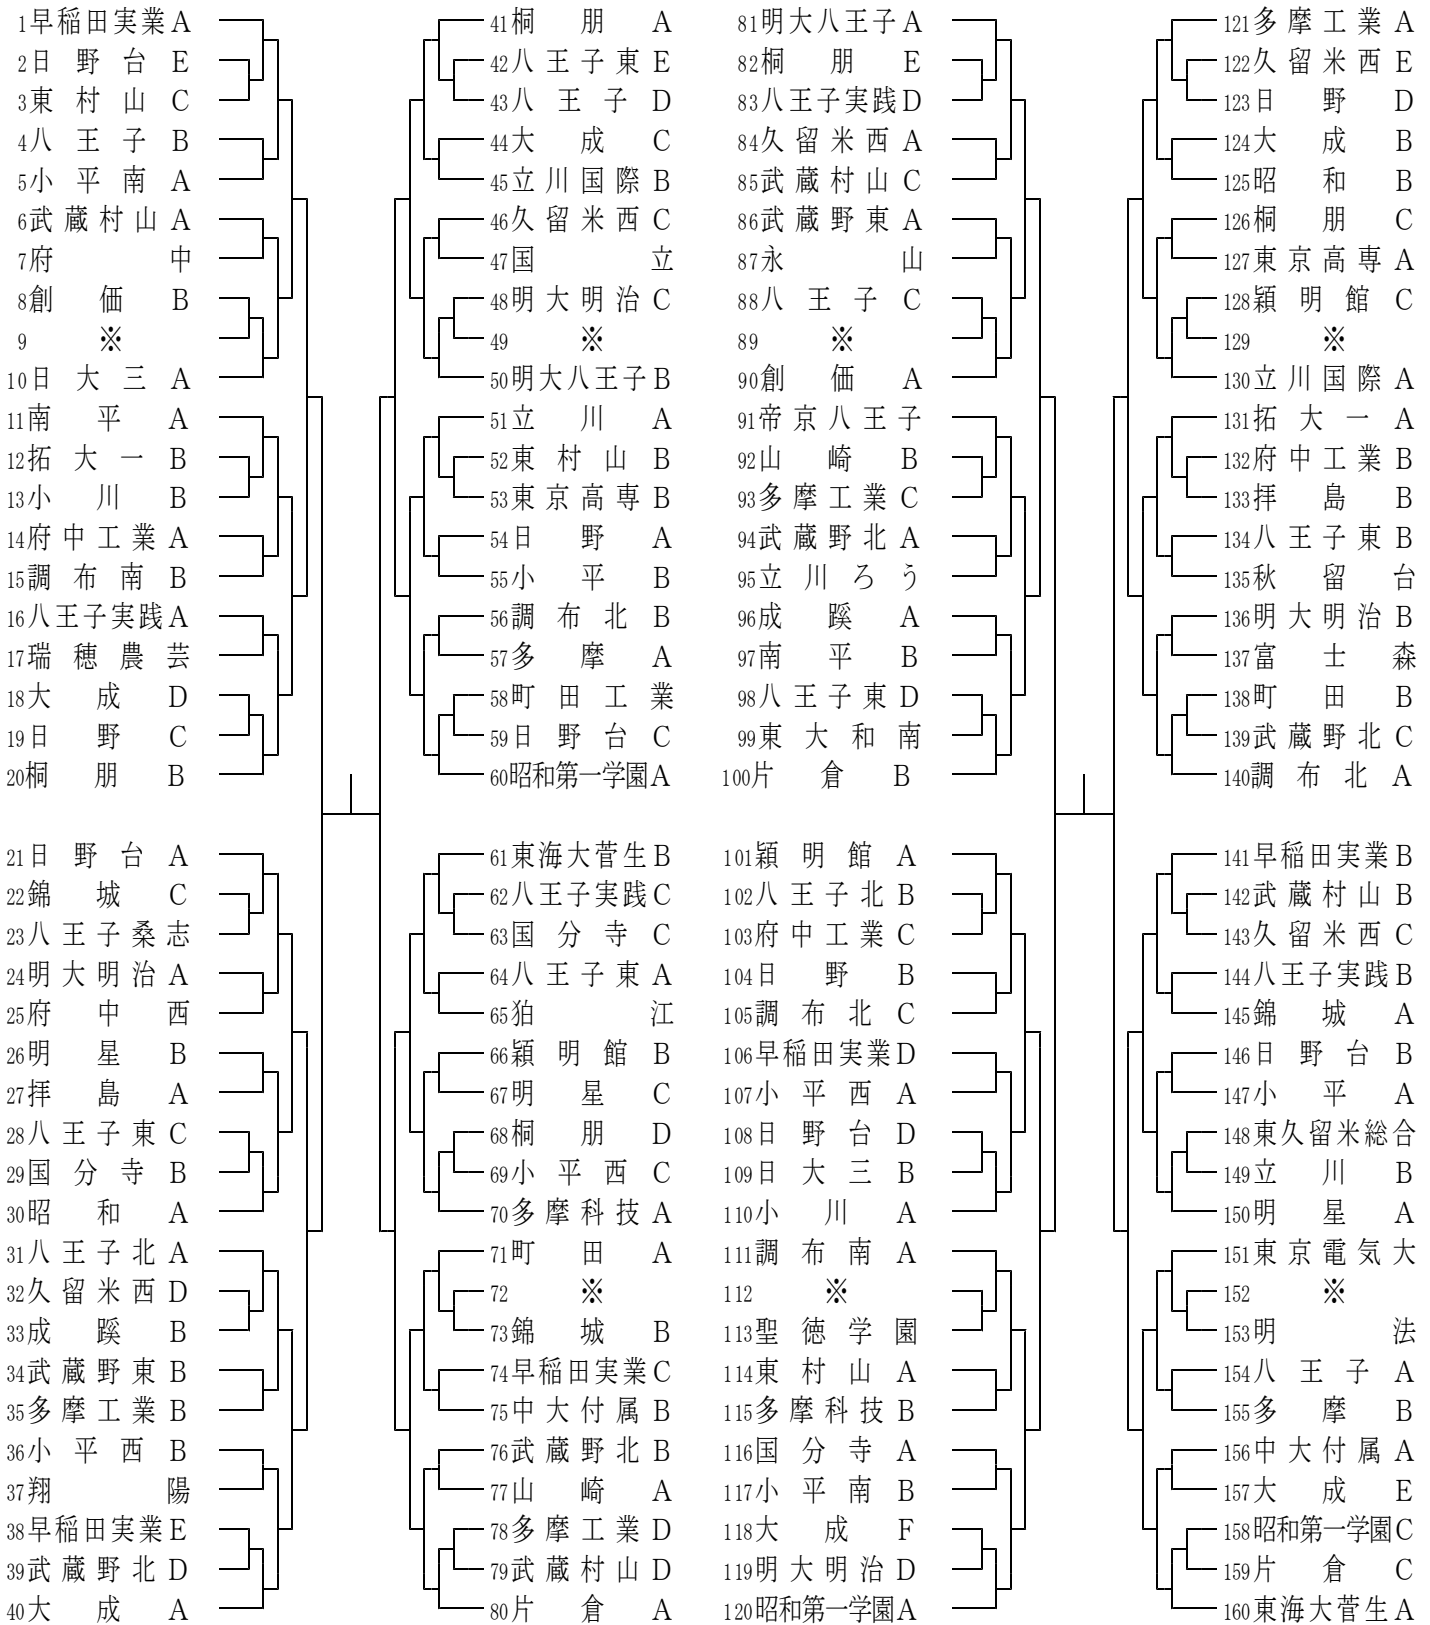 1早稲田実業A
2日野台E
3東村山C
4八王子B
5小平南A
6武蔵村山A
7府中
8創価B
9※
10日大三A
11南平A
12拓大一B
13小川B
14府中工業A
15調布南B
16八王子実践A
17瑞穂農芸
18大成D
19日野C
20桐朋B
21日野台A
22錦城C
23八王子桑志
24明大明治A
25府中西
26明星B
27拝島A
28八王子東C
29国分寺B
30昭和A
31八王子北A
32久留米西D
33成蹊B
34武蔵野東B
35多摩工業B
36小平西B
37翔陽
38早稲田実業E
39武蔵野北D
40大成A
41桐朋A
42八王子東E
43八王子D
44大成C
45立川国際B
46久留米西C
47国立
48明大明治C
49※
50明大八王子B
51立川A
52東村山B
53東京高専B
54日野A
55小平B
56調布北B
57多摩A
58町田工業
59日野台C
60昭和第一学園A
61東海大菅生B
62八王子実践C
63国分寺C
64八王子東A
65狛江
66穎明館B
67明星C
68桐朋D
69小平西C
70多摩科技A
71町田A
72※
73錦城B
74早稲田実業C
75中大付属B
76武蔵野北B
77山崎A
78多摩工業D
79武蔵村山D
80片倉A
81明大八王子A
82桐朋E
83八王子実践D
84久留米西A
85武蔵村山C
86武蔵野東A
87永山
88八王子C
89※
90創価A
91帝京八王子
92山崎B
93多摩工業C
94武蔵野北A
95立川ろう
96成蹊A
97南平B
98八王子東D
99東大和南
100片倉B
101穎明館A
102八王子北B
103府中工業C
104日野B
105調布北C
106早稲田実業D
107小平西A
108日野台D
109日大三B
110小川A
111調布南A
112※
113聖徳学園
114東村山A
115多摩科技B
116国分寺A
117小平南B
118大成F
119明大明治D
120昭和第一学園A
121多摩工業A
122久留米西E
123日野D
124大成B
125昭和B
126桐朋C
127東京高専A
128穎明館C
129※
130立川国際A
131拓大一A
132府中工業B
133拝島B
134八王子東B
135秋留台
136明大明治B
137富士森
138町田B
139武蔵野北C
140調布北A
141早稲田実業B
142武蔵村山B
143久留米西C
144八王子実践B
145錦城A
146日野台B
147小平A
148東久留米総合
149立川B
150明星A
151東京電気大
152※
153明法
154八王子A
155多摩B
156中大付属A
157大成E
158昭和第一学園C
159片倉C
160東海大菅生A